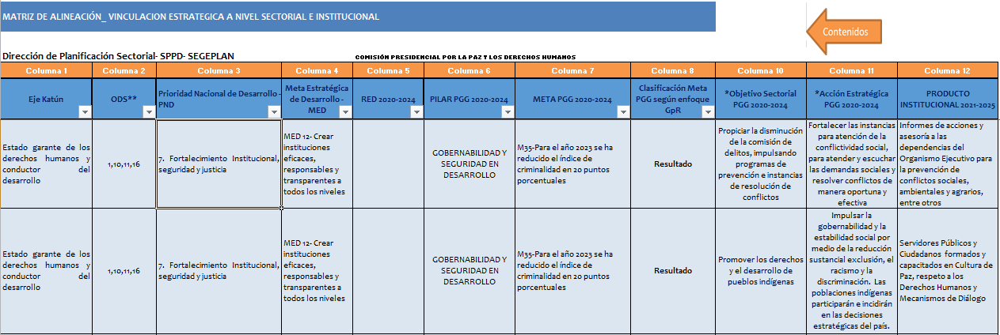 MATRIZ DE ALINEACIÓN_ VINCULACION ESTRATEGICA A NIVEL SECTORIAL E INSTITUCIONAL
Contenidos
Dirección de Planificación Sectorial- SPPD- SEGEPLAN
COMISIÓN PRESIDENCIAL POR LA PAZ Y LOS DERECHOS HUMANOS
Columna 1
Columna 2
Columna 3
Columna 4
Columna 5
Columna 6
Columna 7
Columna 8
Columna 10
Columna 11
Columna 12
Eje Katún
ODS**
Prioridad Nacional de Desarrollo -
PND
Meta Estratégica
de Desarrollo -
MED
RED 2020-2024
PILAR PGG 2020-2024
META PGG 2020-2024
Clasificación Meta
PGG según enfoque
GpR
*Objetivo Sectorial
PGG 2020-2024
*Acción Estratégica
PGG 2020-2024
PRODUCTO
INSTITUCIONAL 2021-2025
Estado garante de los
derechos humanos y
conductor del
desarrollo
1,10,11,16
7. Fortalecimiento Institucional,
seguridad y justicia
MED 12- Crear
instituciones
eficaces,
responsables y
transparentes a
todos los niveles
GOBERNABILIDAD Y
SEGURIDAD EN
DESARROLLO
M35-Para el año 2023 se ha
reducido el índice de
criminalidad en 20 puntos
porcentuales
Resultado
Propiciar la disminución
de la comisión de
delitos, impulsando
programas de
prevención e instancias
de resolución de
conflictos
Fortalecer las instancias
para atención de la
conflictividad social,
para atender y escuchar
las demandas sociales y
resolver conflictos de
manera oportuna y
efectiva
Informes de acciones y
asesoría a las
dependencias del
Organismo Ejecutivo para
la prevención de
conflictos sociales,
ambientales y agrarios,
entre otros
Estado garante de los
derechos humanos y
conductor del
desarrollo
1,10,11,16
7. Fortalecimiento Institucional,
seguridad y justicia
MED 12- Crear
instituciones
eficaces,
responsables y
transparentes a
todos los niveles
GOBERNABILIDAD Y
SEGURIDAD EN
DESARROLLO
M35-Para el año 2023 se ha
reducido el índice de
criminalidad en 20 puntos
porcentuales
Resultado
Promover los derechos
y el desarrollo de
pueblos indígenas
Impulsar la
gobernabilidad y la
estabilidad social por
medio de la reducción
sustancial exclusión, el
racismo y la
discriminación. Las
poblaciones indígenas
participarán e incidirán
en las decisiones
estratégicas del país.
Servidores Públicos y
Ciudadanos formados y
capacitados en Cultura de
Paz, respeto a los
Derechos Humanos y
Mecanismos de Diálogo